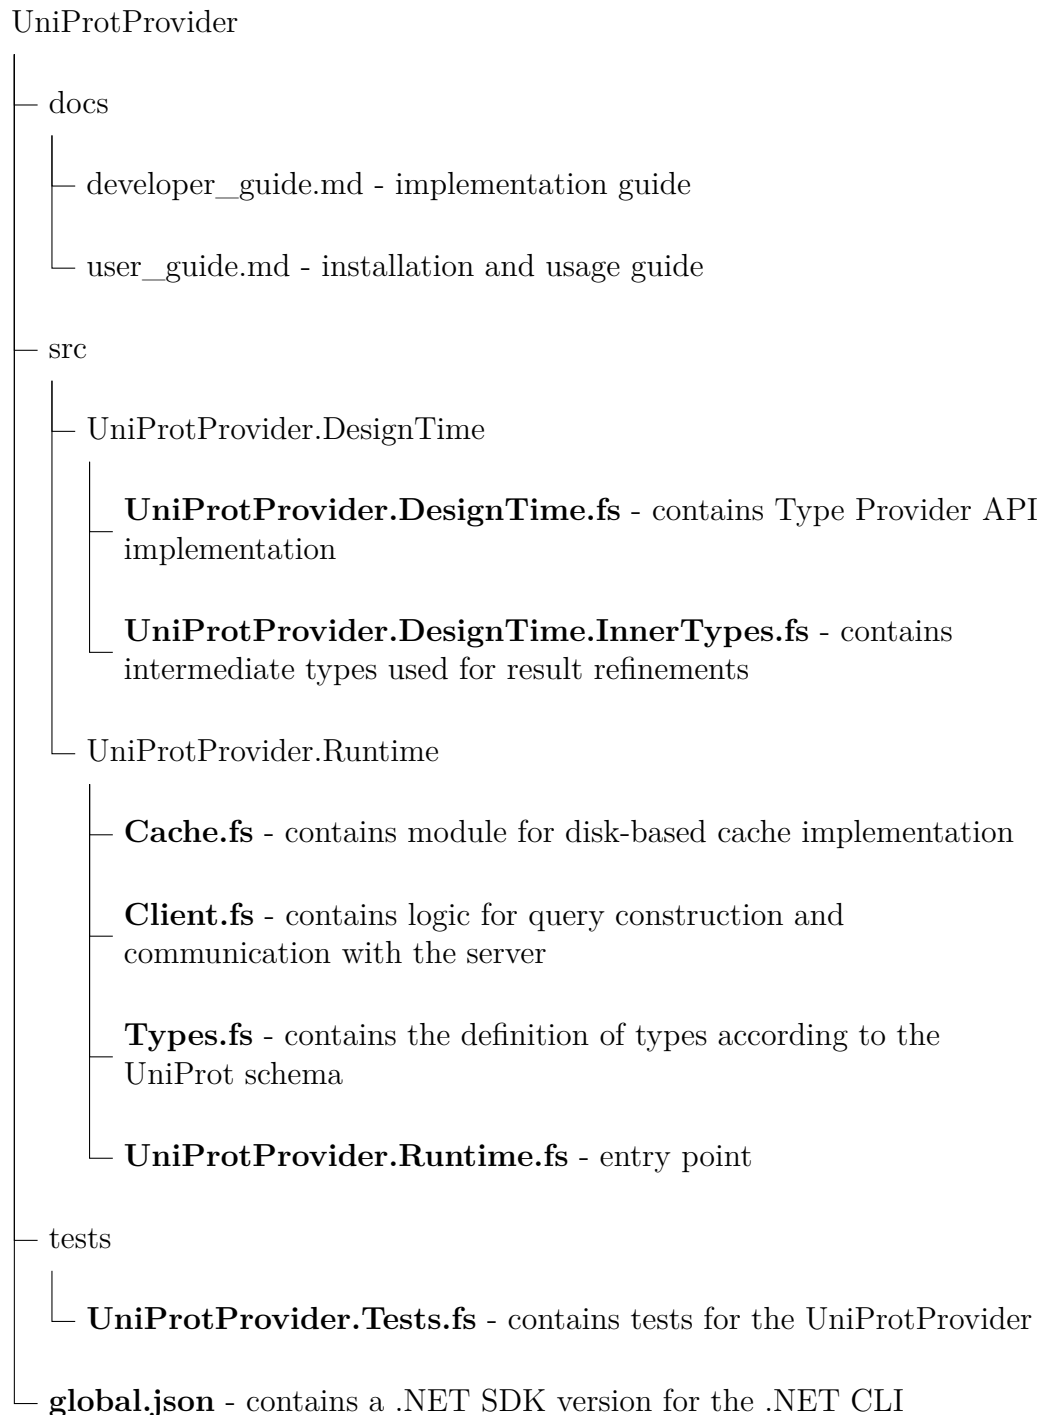 UniProtProvider
docs
developer_guide.md - implementation guide
user_guide.md - installation and usage guide
src
UniProtProvider.DesignTime
UniProtProvider.DesignTime.fs - contains Type Provider API
implementation
UniProtProvider.DesignTime.InnerTypes.fs - contains
intermediate types used for result refinements
UniProtProvider.Runtime
Cache.fs - contains module for disk-based cache implementation
Client.fs - contains logic for query construction and
communication with the server
Types.fs - contains the definition of types according to the
UniProt schema
UniProtProvider.Runtime.fs - entry point
tests
UniProtProvider.Tests.fs - contains tests for the UniProtProvider
global.json - contains a .NET SDK version for the .NET CLI